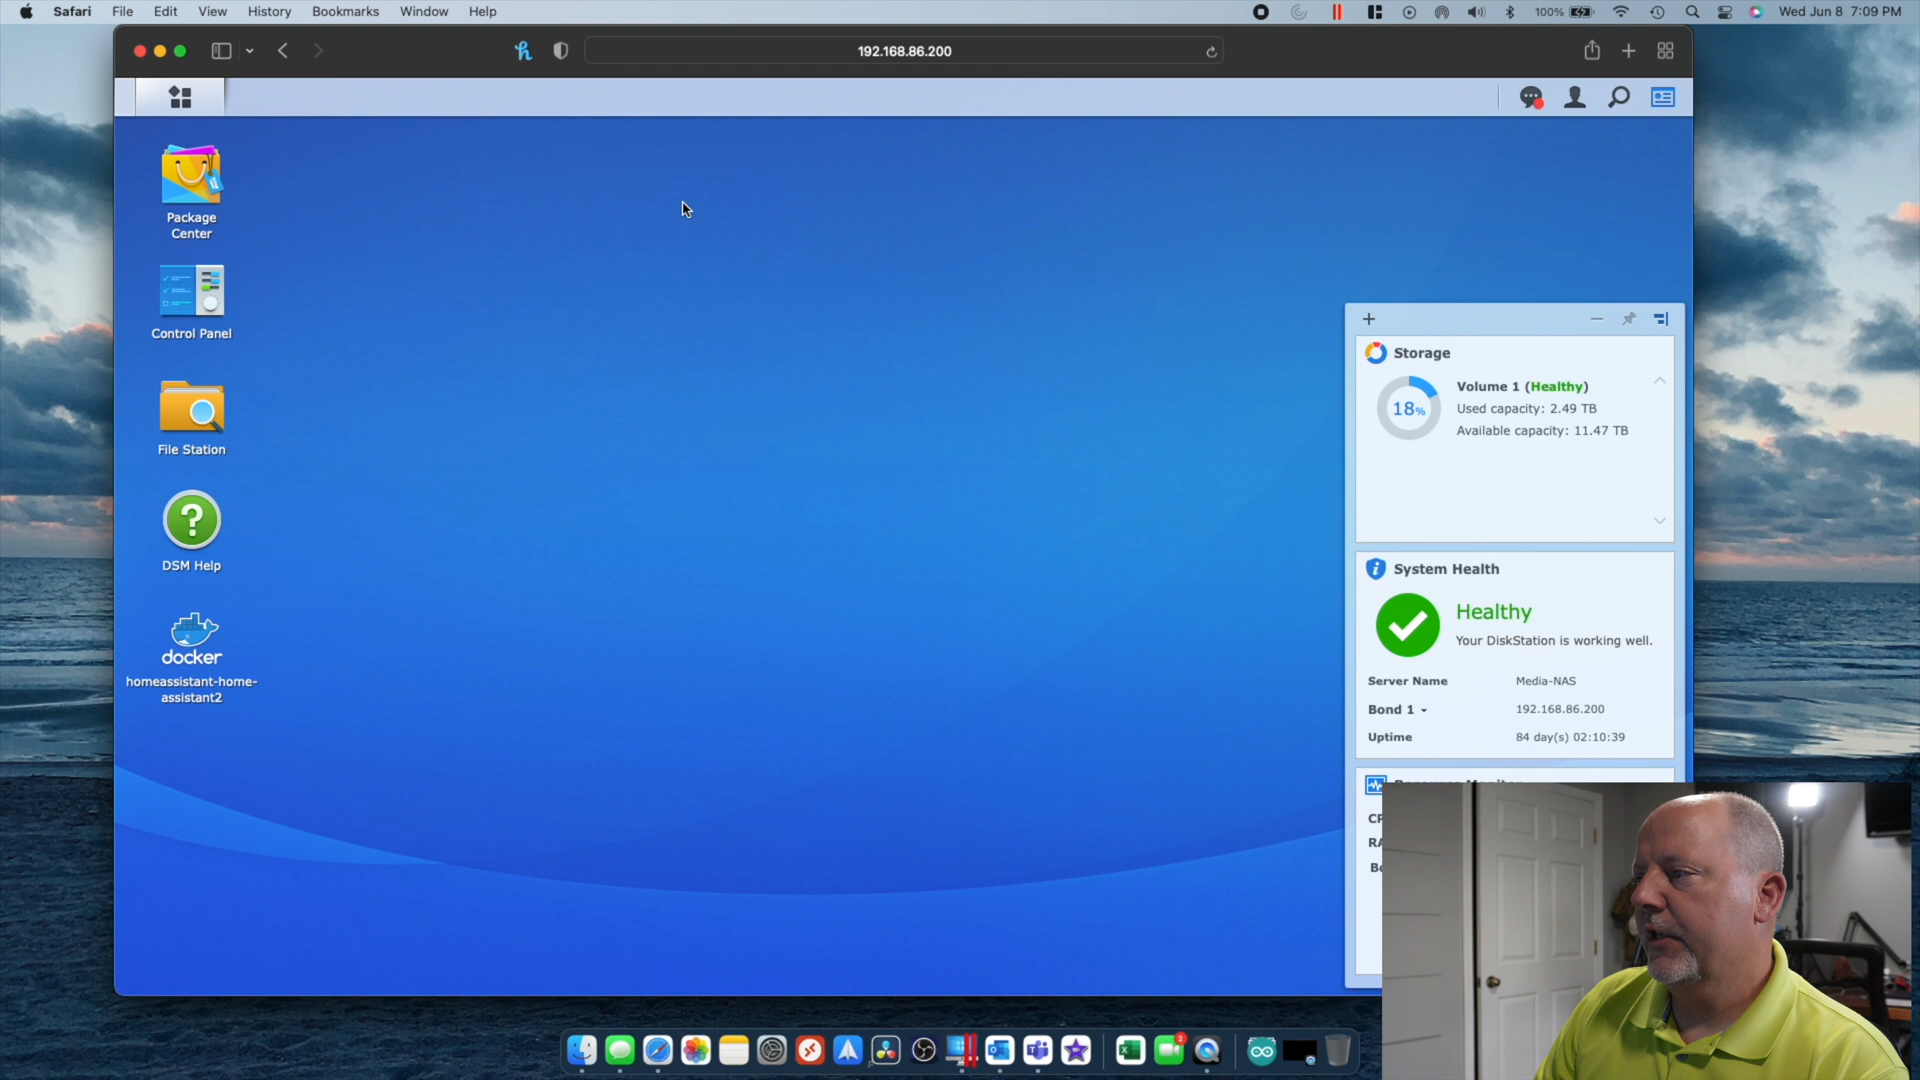 Safari File Edit View History Bookmarks Window Help
100% Wed Jun 8 7:09 PM
192.168.86.200
Package
Center
Control Panel
File Station
DSM Help
docker
homeassistant-home-
assistant2
Storage
18%
Volume 1 (Healthy)
Used capacity: 2.49 TB
Available capacity: 11.47 TB
System Health
Healthy
Your DiskStation is working well.
Server Name Media-NAS
Bond 1 192.168.86.200
Uptime 84 day(s) 02:10:39
2